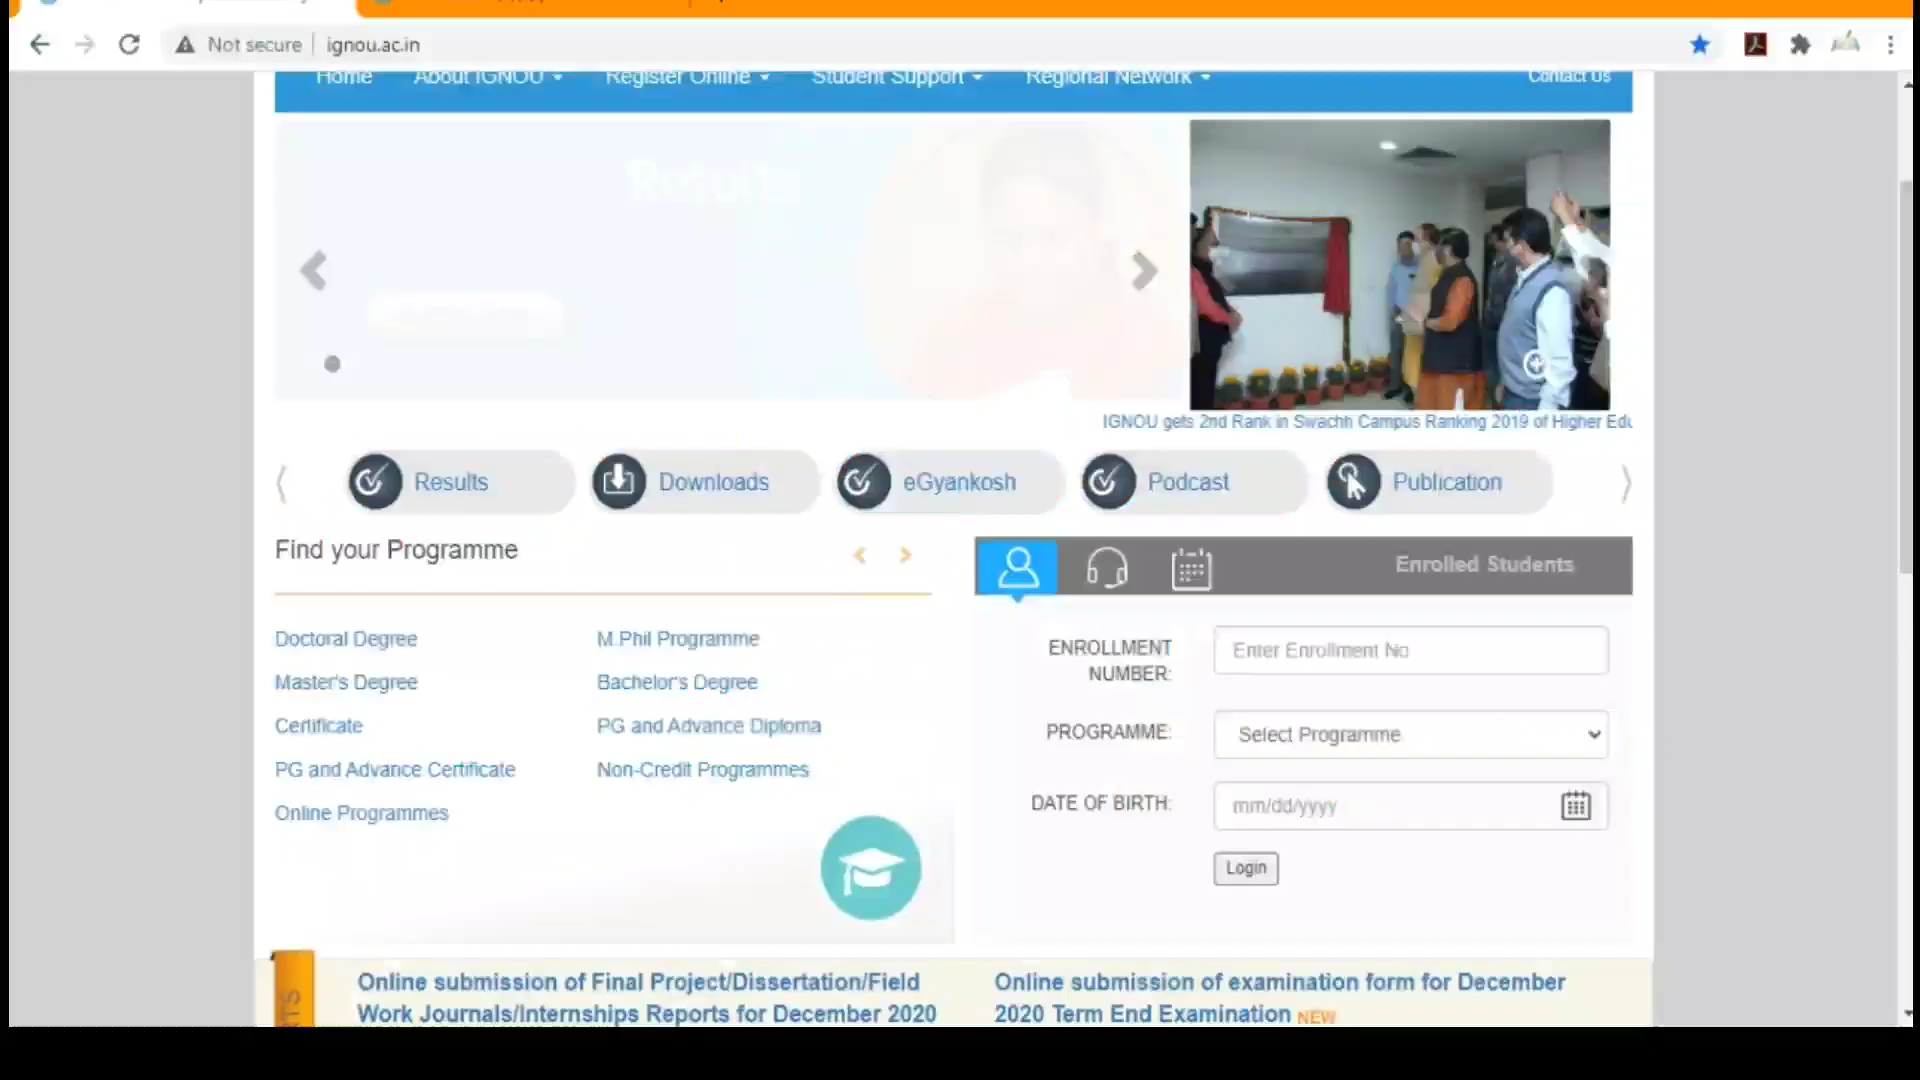 Not secure
ignou.ac.in
Home About IGNOU Register Online Student Support Regional Network Contact Us
Results
IGNOU gets 2nd Rank in Swachh Campus Ranking 2019 of Higher Edu
Results Downloads eGyankosh Podcast Publication
Find your Programme
Doctoral Degree M.Phil Programme
Master's Degree Bachelor's Degree
Certificate PG and Advance Diploma
PG and Advance Certificate Non-Credit Programmes
Online Programmes
Enrolled Students
ENROLLMENT NUMBER: Enter Enrollment No
PROGRAMME: Select Programme
DATE OF BIRTH: mm/dd/yyyy
Login
Online submission of Final Project/Dissertation/Field
Work Journals/Internships Reports for December 2020
Online submission of examination form for December
2020 Term End Examination NEW